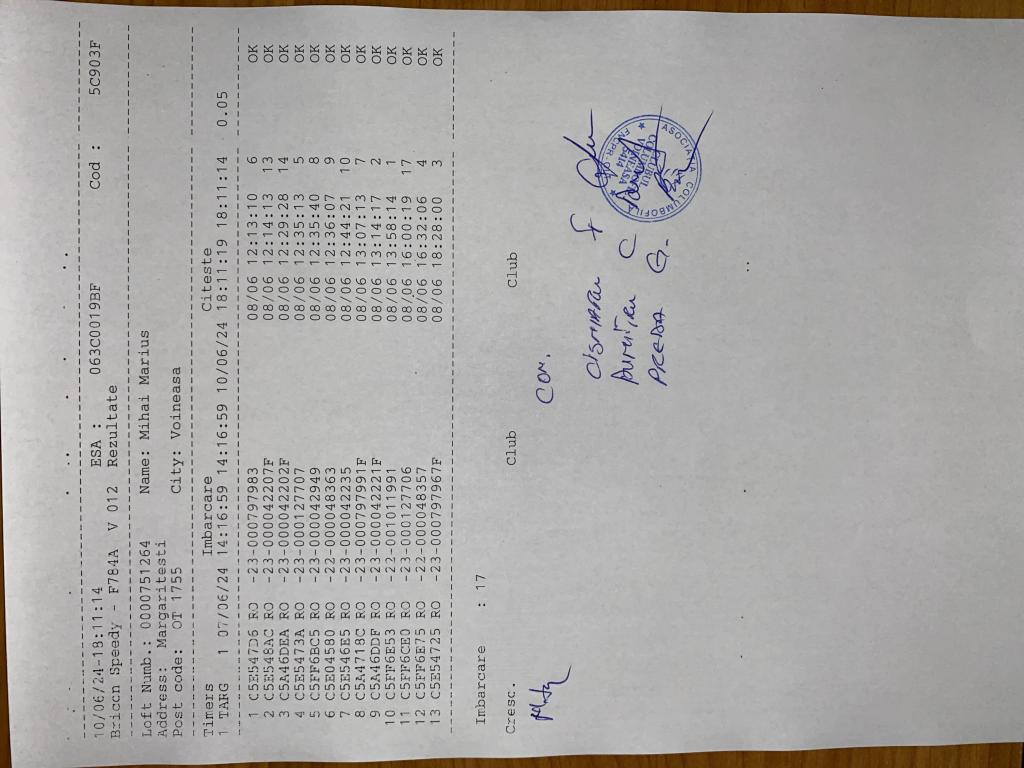 10/06/24-18:11:14 ESA : 063C0019BF Cod : 5C903F
Bricon Speedy - F784A V 012 Rezultate
Loft Numb.: 0000751264 Name: Mihai Marius
Address: Margaritesti
Post code: OT 1755 City: Voineasa
Timers Imbarcare Citeste
1 TARG 1 07/06/24 14:16:59 14:16:59 10/06/24 18:11:19 18:11:14 0.05
1 C5E547D6 RO -23-000797983 08/06 12:13:10 6 OK
2 C5E548AC RO -23-000042207F 08/06 12:14:13 13 OK
3 C5A46DEA RO -23-000042202F 08/06 12:29:28 14 OK
4 C5E5473A RO -23-000127707 08/06 12:35:13 5 OK
5 C5FF6BC5 RO -23-000042949 08/06 12:35:40 8 OK
6 C5E04580 RO -22-000048363 08/06 12:36:07 9 OK
7 C5E546E5 RO -23-000042235 08/06 12:44:21 10 OK
8 C5A4718C RO -23-000797991F 08/06 13:07:13 7 OK
9 C5A46DDF RO -23-000042221F 08/06 13:14:17 2 OK
10 C5FF6E53 RO -22-001011991 08/06 13:58:14 1 OK
11 C5FF6CE0 RO -23-000127706 08/06 16:00:19 17 OK
12 C5FF6E75 RO -22-000048357 08/06 16:32:06 4 OK
13 C5E54725 RO -23-000797967F 08/06 18:28:00 3 OK
Imbarcare : 17
Cresc. Club Club
Com.
DUMITRU C
PREDA G.
ASOCIATIA COLUMBOFILA
VOINEASA